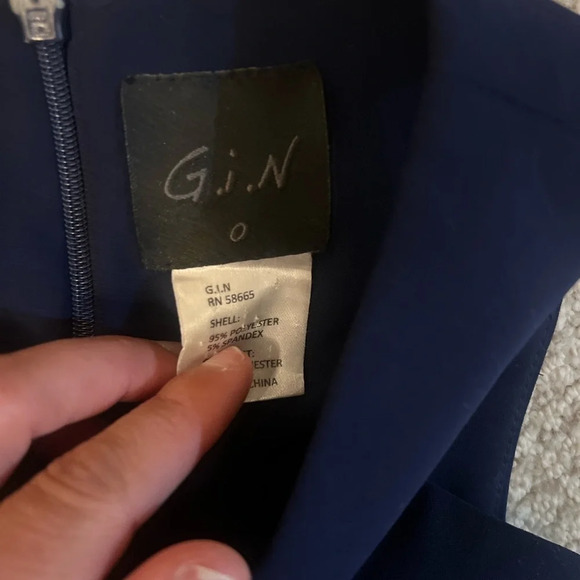 G.i.N
0
G.I.N
RN 58665
SHELL:
95% POLYESTER
5% SPANDEX
CHINA